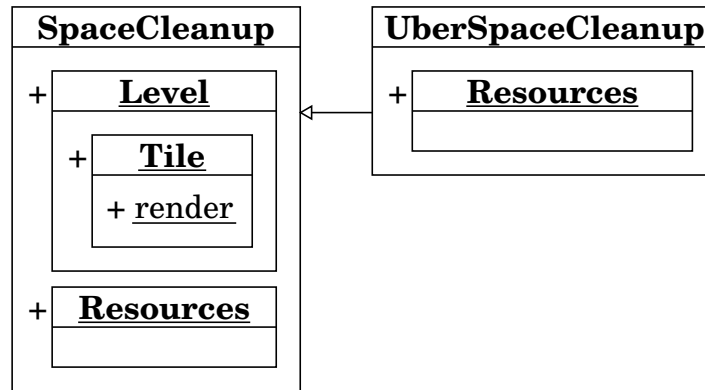 SpaceCleanup
+ Level
+ Tile
+ render
+ Resources
UberSpaceCleanup
+ Resources